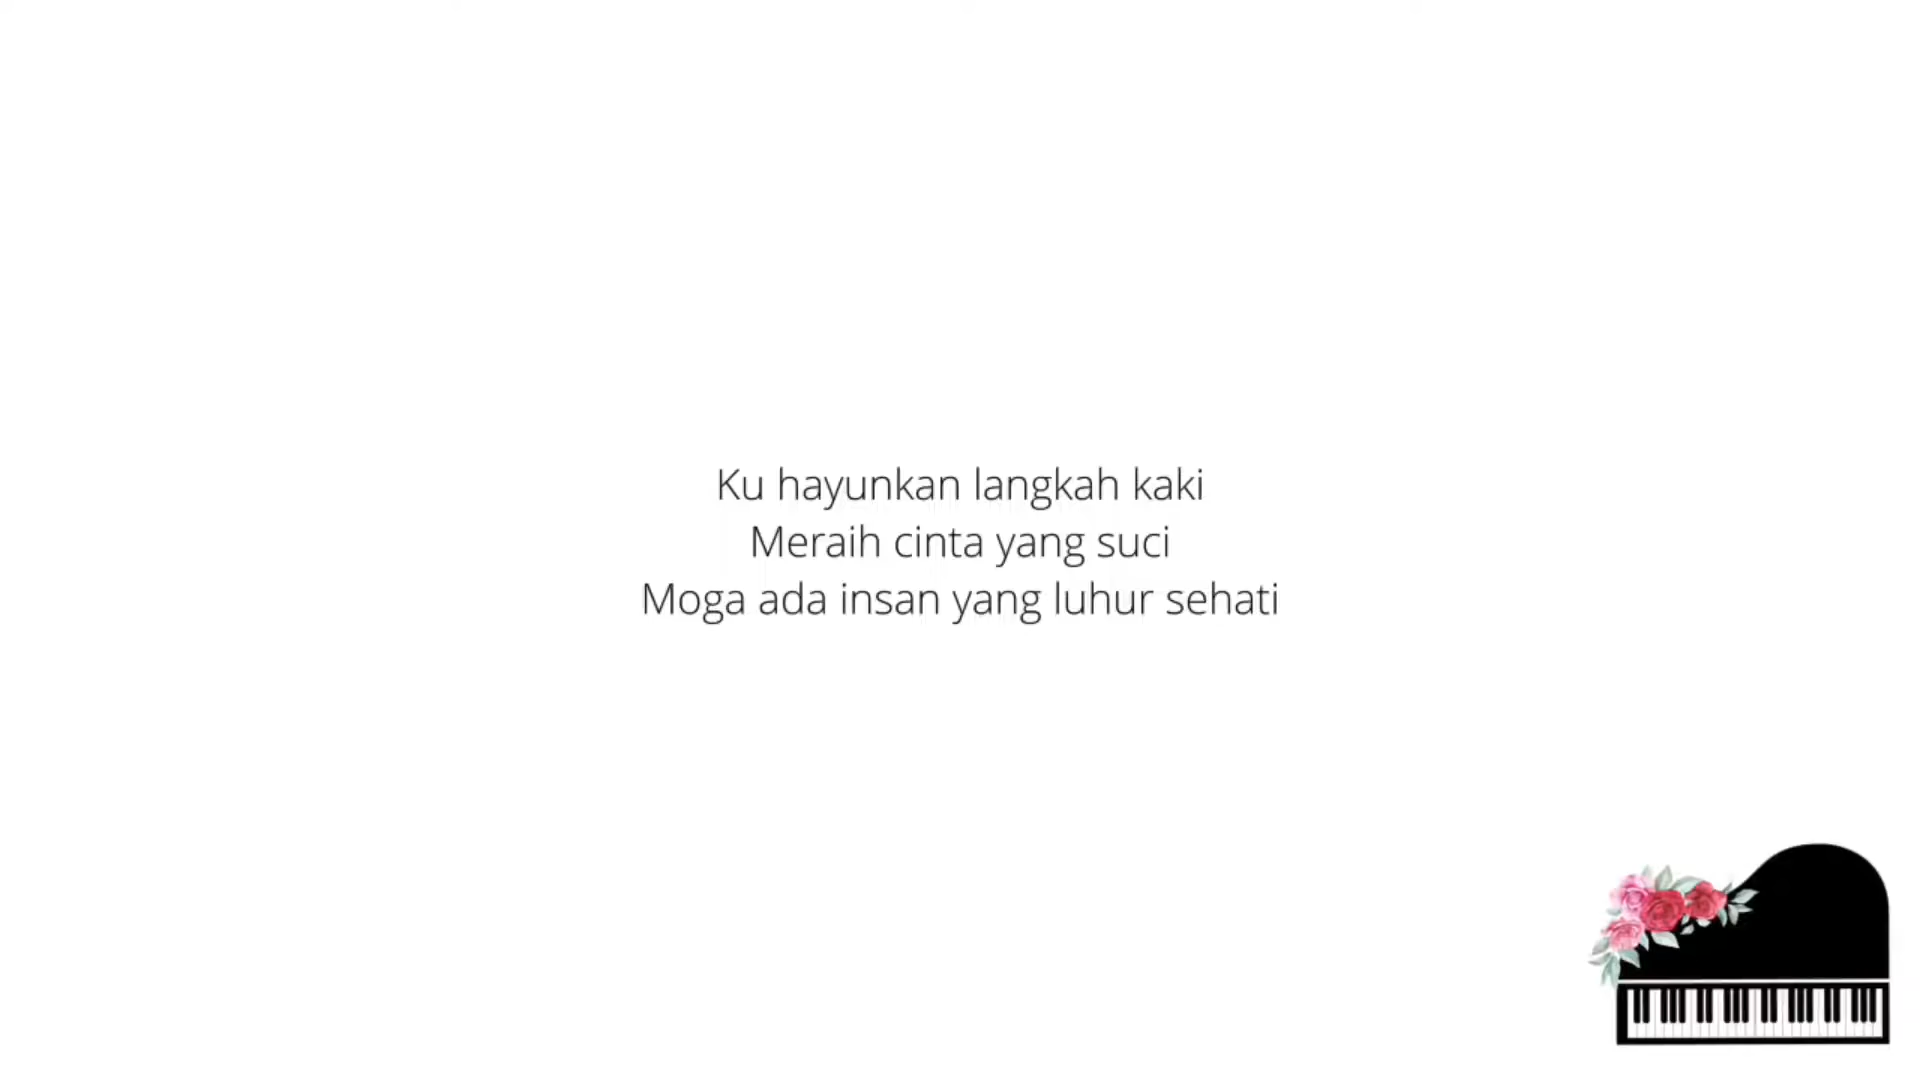 Ku hayunkan langkah kaki
Meraih cinta yang suci
Moga ada insan yang luhur sehati